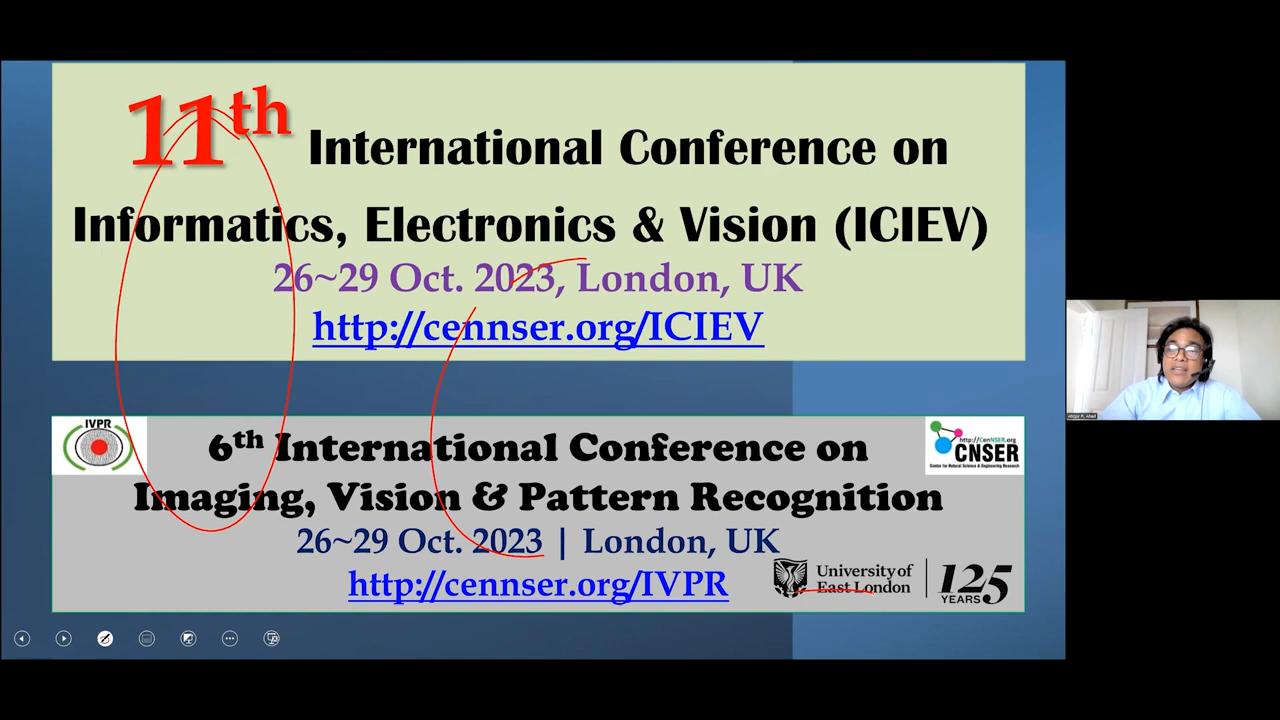 11th International Conference on
Informatics, Electronics & Vision (ICIEV)
26~29 Oct. 2023, London, UK
http://cennser.org/ICIEV
IVPR
6th International Conference on
Imaging, Vision & Pattern Recognition
26~29 Oct. 2023 | London, UK
http://cennser.org/IVPR
http://CenNSER.org
CNSER
Center for Natural Science & Engineering Research
University of
East London
125
YEARS
Atiqur R. Ahad